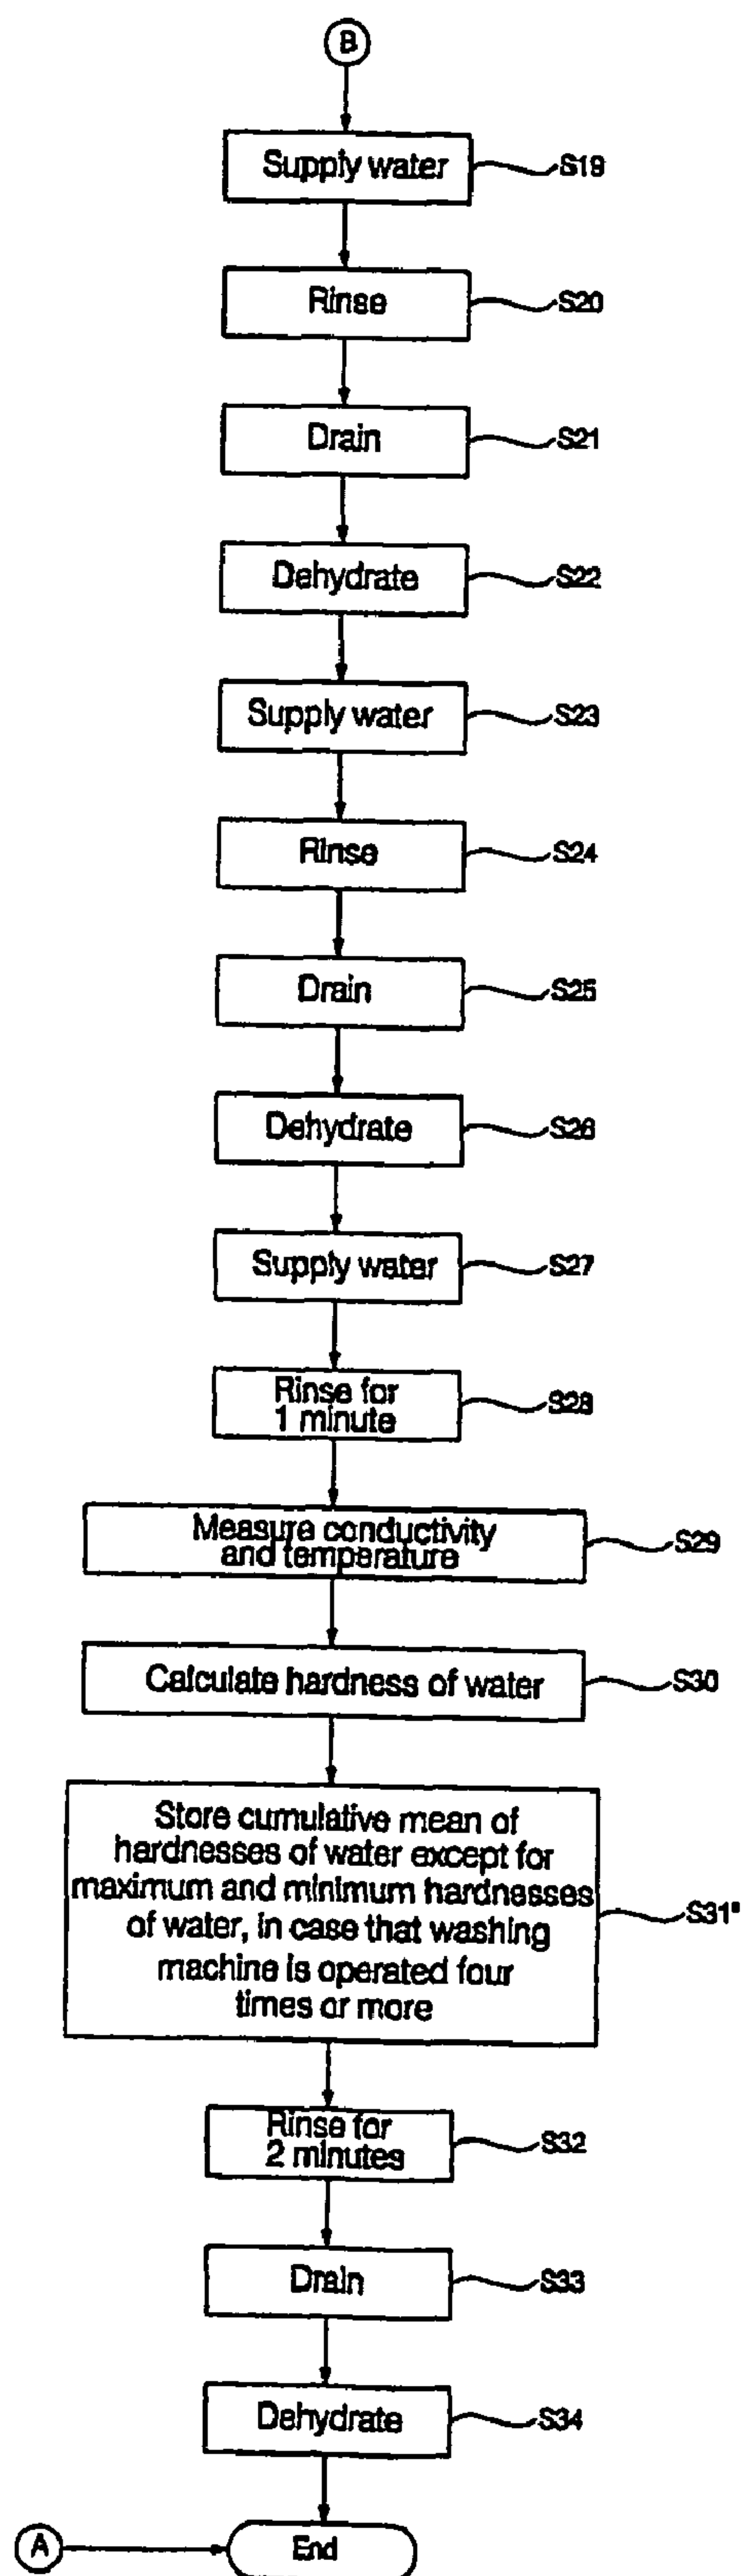 B
Supply water S19
Rinse S20
Drain S21
Dehydrate S22
Supply water S23
Rinse S24
Drain S25
Dehydrate S26
Supply water S27
Rinse for
1 minute S28
Measure conductivity
and temperature S29
Calculate hardness of water S30
Store cumulative mean of
hardnesses of water except for
maximum and minimum hardnesses
of water, in case that washing S31"
machine is operated four
times or more
Rinse for
2 minutes S32
Drain S33
Dehydrate S34
A End